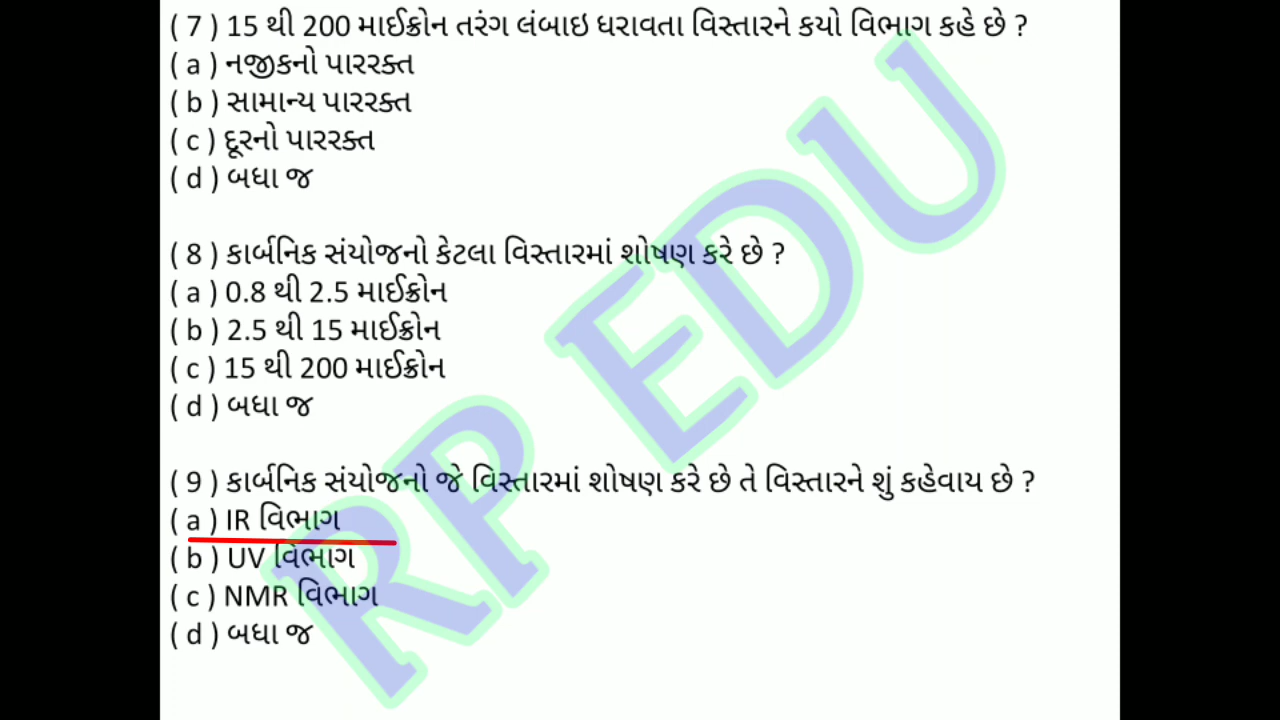 ( 7 ) 15 થી 200 માઈક્રોન તરંગ લંબાઇ ધરાવતા વિસ્તારને કયો વિભાગ કહે છે ?
( a ) નજીકનો પારરક્ત
( b ) સામાન્ય પારરક્ત
( c ) દૂરનો પારરક્ત
( d ) બધા જ
( 8 ) કાર્બનિક સંયોજનો કેટલા વિસ્તારમાં શોષણ કરે છે ?
( a ) 0.8 થી 2.5 માઈક્રોન
( b ) 2.5 થી 15 માઈક્રોન
( c ) 15 થી 200 માઈક્રોન
( d ) બધા જ
( 9 ) કાર્બનિક સંયોજનો જે વિસ્તારમાં શોષણ કરે છે તે વિસ્તારને શું કહેવાય છે ?
( a ) IR વિભાગ
( b ) UV વિભાગ
( c ) NMR વિભાગ
( d ) બધા જ
RP EDU